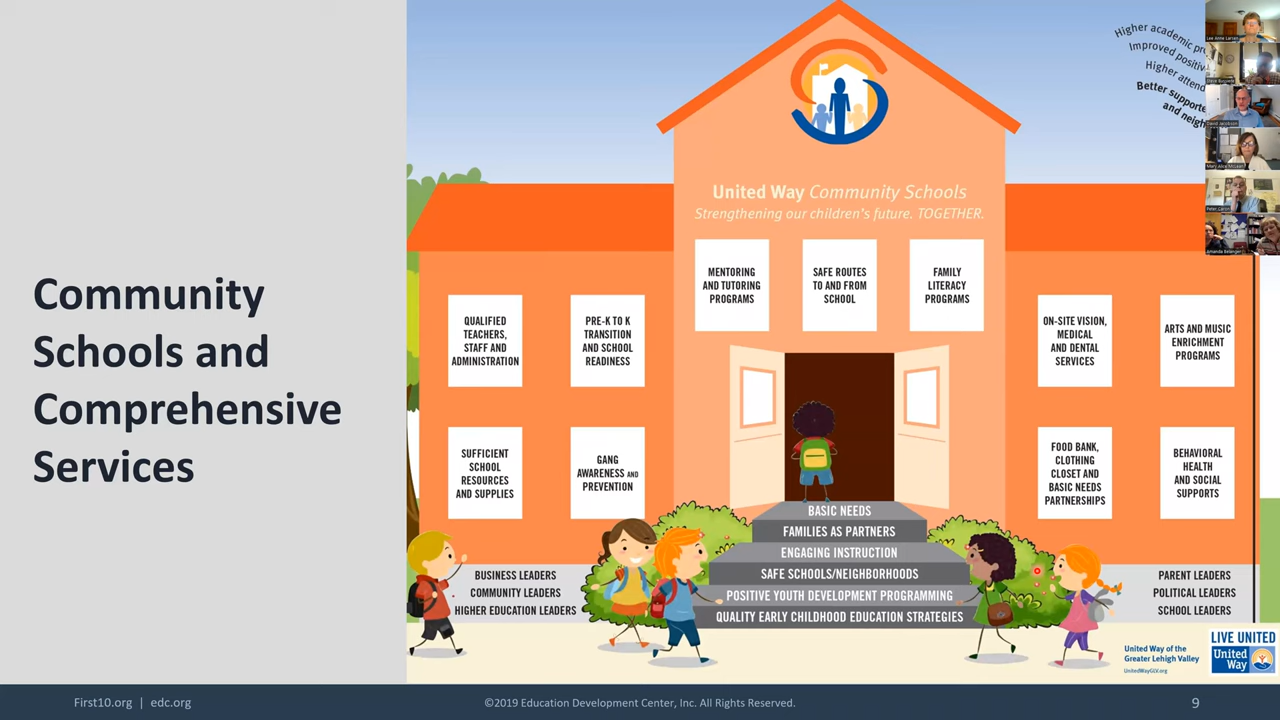 Community
Schools and
Comprehensive
Services
Higher academic
Improved
Higher
Better
and
United Way Community Schools
Strengthening our children's future. TOGETHER.
MENTORING
AND TUTORING
PROGRAMS
SAFE ROUTES
TO AND FROM
SCHOOL
FAMILY
LITERACY
PROGRAMS
QUALIFIED
TEACHERS,
STAFF AND
ADMINISTRATION
PRE-K TO K
TRANSITION
AND SCHOOL
READINESS
ON-SITE VISION,
MEDICAL
AND DENTAL
SERVICES
ARTS AND MUSIC
ENRICHMENT
PROGRAMS
SUFFICIENT
SCHOOL
RESOURCES
AND SUPPLIES
GANG
AWARENESS AND
PREVENTION
FOOD BANK,
CLOTHING
CLOSET AND
BASIC NEEDS
PARTNERSHIPS
BEHAVIORAL
HEALTH
AND SOCIAL
SUPPORTS
BASIC NEEDS
FAMILIES AS PARTNERS
ENGAGING INSTRUCTION
SAFE SCHOOLS/NEIGHBORHOODS
POSITIVE YOUTH DEVELOPMENT PROGRAMMING
QUALITY EARLY CHILDHOOD EDUCATION STRATEGIES
BUSINESS LEADERS
COMMUNITY LEADERS
HIGHER EDUCATION LEADERS
PARENT LEADERS
POLITICAL LEADERS
SCHOOL LEADERS
United Way of the
Greater Lehigh Valley
UnitedWayGLV.org
LIVE UNITED
United
Way
First10.org | edc.org
©2019 Education Development Center, Inc. All Rights Reserved.
9